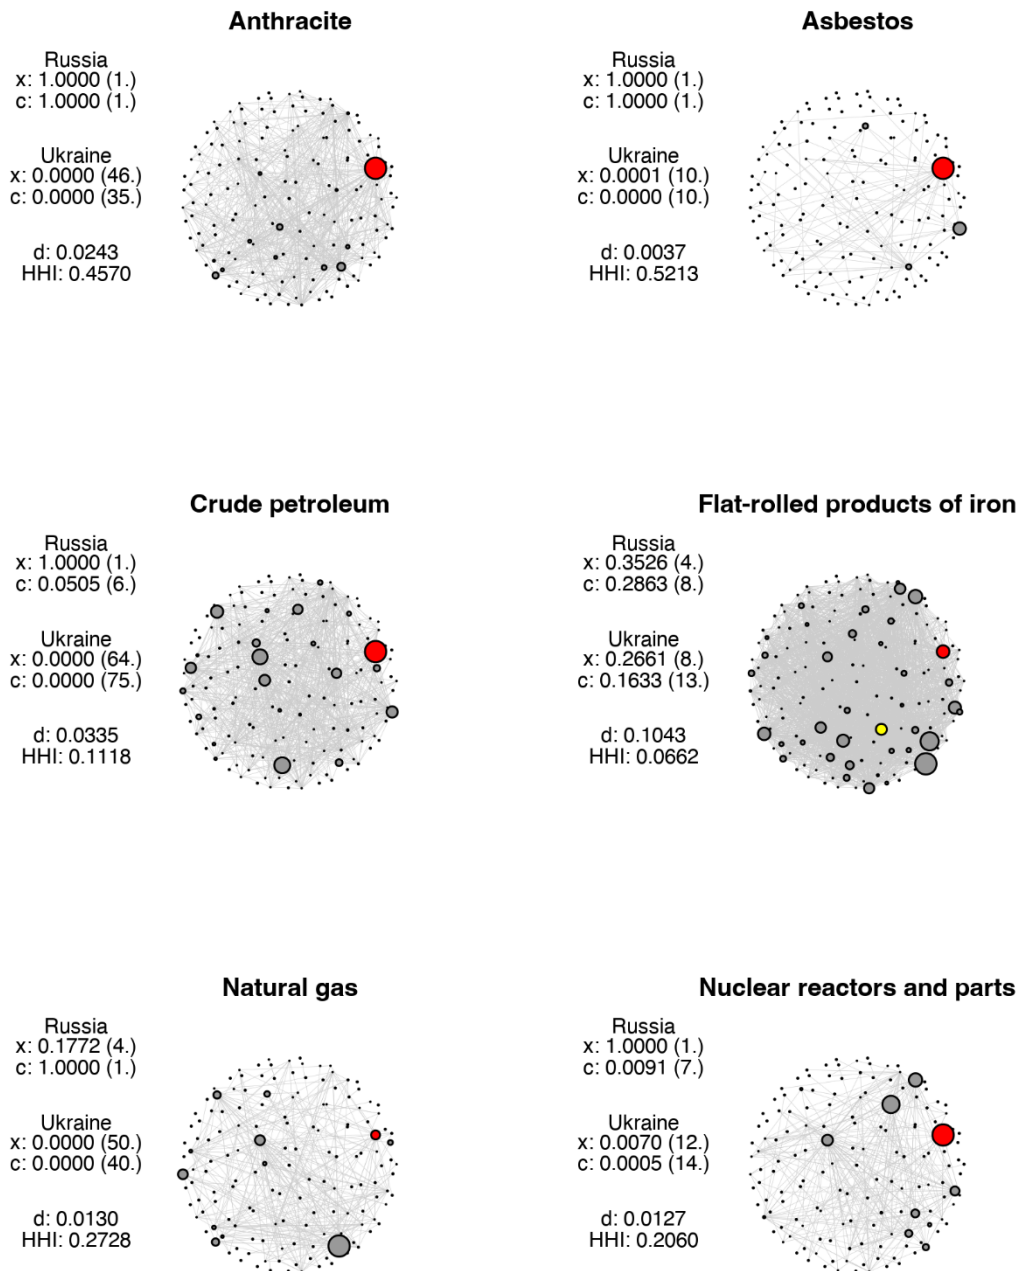 Anthracite
Russia
x: 1.0000 (1.)
c: 1.0000 (1.)
Ukraine
x: 0.0000 (46.)
c: 0.0000 (35.)
d: 0.0243
HHI: 0.4570
Asbestos
Russia
x: 1.0000 (1.)
c: 1.0000 (1.)
Ukraine
x: 0.0001 (10.)
c: 0.0000 (10.)
d: 0.0037
HHI: 0.5213
Crude petroleum
Russia
x: 1.0000 (1.)
c: 0.0505 (6.)
Ukraine
x: 0.0000 (64.)
c: 0.0000 (75.)
d: 0.0335
HHI: 0.1118
Flat-rolled products of iron
Russia
x: 0.3526 (4.)
c: 0.2863 (8.)
Ukraine
x: 0.2661 (8.)
c: 0.1633 (13.)
d: 0.1043
HHI: 0.0662
Natural gas
Russia
x: 0.1772 (4.)
c: 1.0000 (1.)
Ukraine
x: 0.0000 (50.)
c: 0.0000 (40.)
d: 0.0130
HHI: 0.2728
Nuclear reactors and parts
Russia
x: 1.0000 (1.)
c: 0.0091 (7.)
Ukraine
x: 0.0070 (12.)
c: 0.0005 (14.)
d: 0.0127
HHI: 0.2060